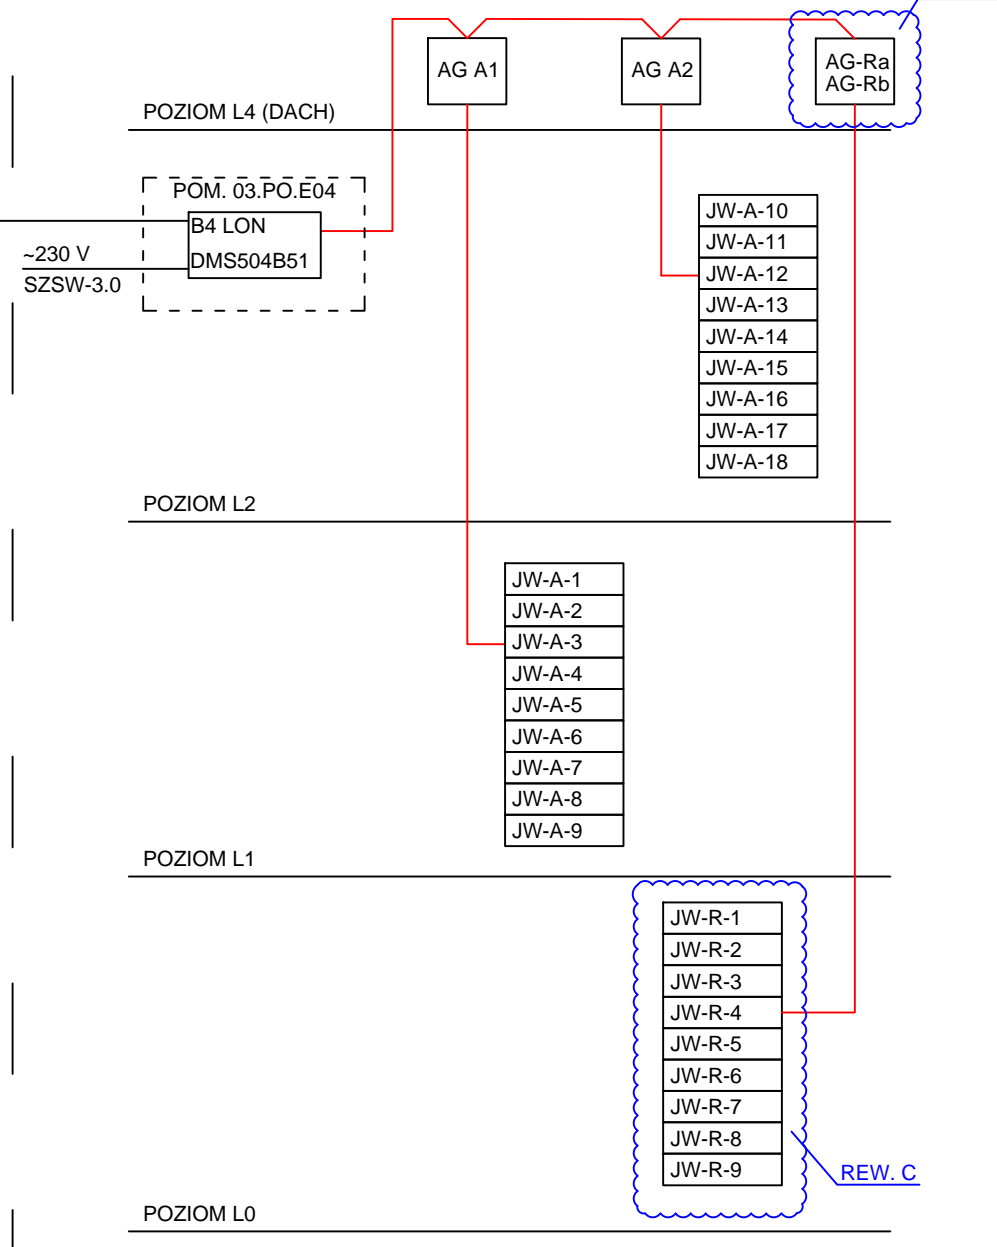 AG A1
AG A2
AG-Ra
AG-Rb
POZIOM L4 (DACH)
POM. 03.PO.E04
B4 LON
DMS504B51
~230 V
SZSW-3.0
JW-A-10
JW-A-11
JW-A-12
JW-A-13
JW-A-14
JW-A-15
JW-A-16
JW-A-17
JW-A-18
POZIOM L2
JW-A-1
JW-A-2
JW-A-3
JW-A-4
JW-A-5
JW-A-6
JW-A-7
JW-A-8
JW-A-9
POZIOM L1
JW-R-1
JW-R-2
JW-R-3
JW-R-4
JW-R-5
JW-R-6
JW-R-7
JW-R-8
JW-R-9
REW. C
POZIOM L0